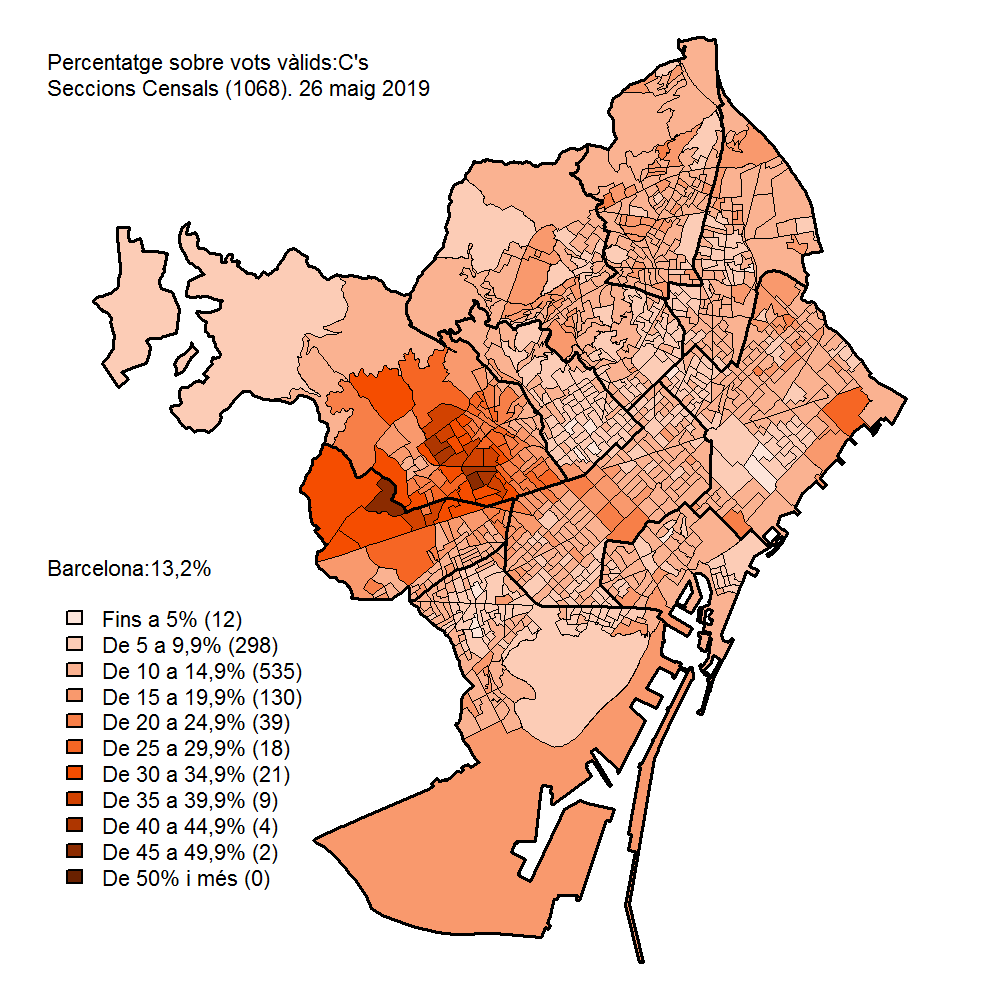 Percentatge sobre vots vàlids:C's
Seccions Censals (1068). 26 maig 2019
Barcelona:13,2%
Fins a 5% (12)
De 5 a 9,9% (298)
De 10 a 14,9% (535)
De 15 a 19,9% (130)
De 20 a 24,9% (39)
De 25 a 29,9% (18)
De 30 a 34,9% (21)
De 35 a 39,9% (9)
De 40 a 44,9% (4)
De 45 a 49,9% (2)
De 50% i més (0)